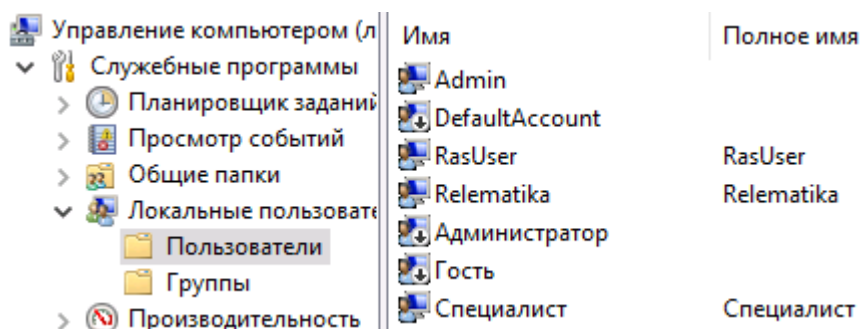 Управление компьютером (л
Служебные программы
Планировщик заданий
Просмотр событий
Общие папки
Локальные пользовате
Пользователи
Группы
Производительность
Имя Полное имя
Admin
DefaultAccount
RasUser RasUser
Relematika Relematika
Администратор
Гость
Специалист Специалист